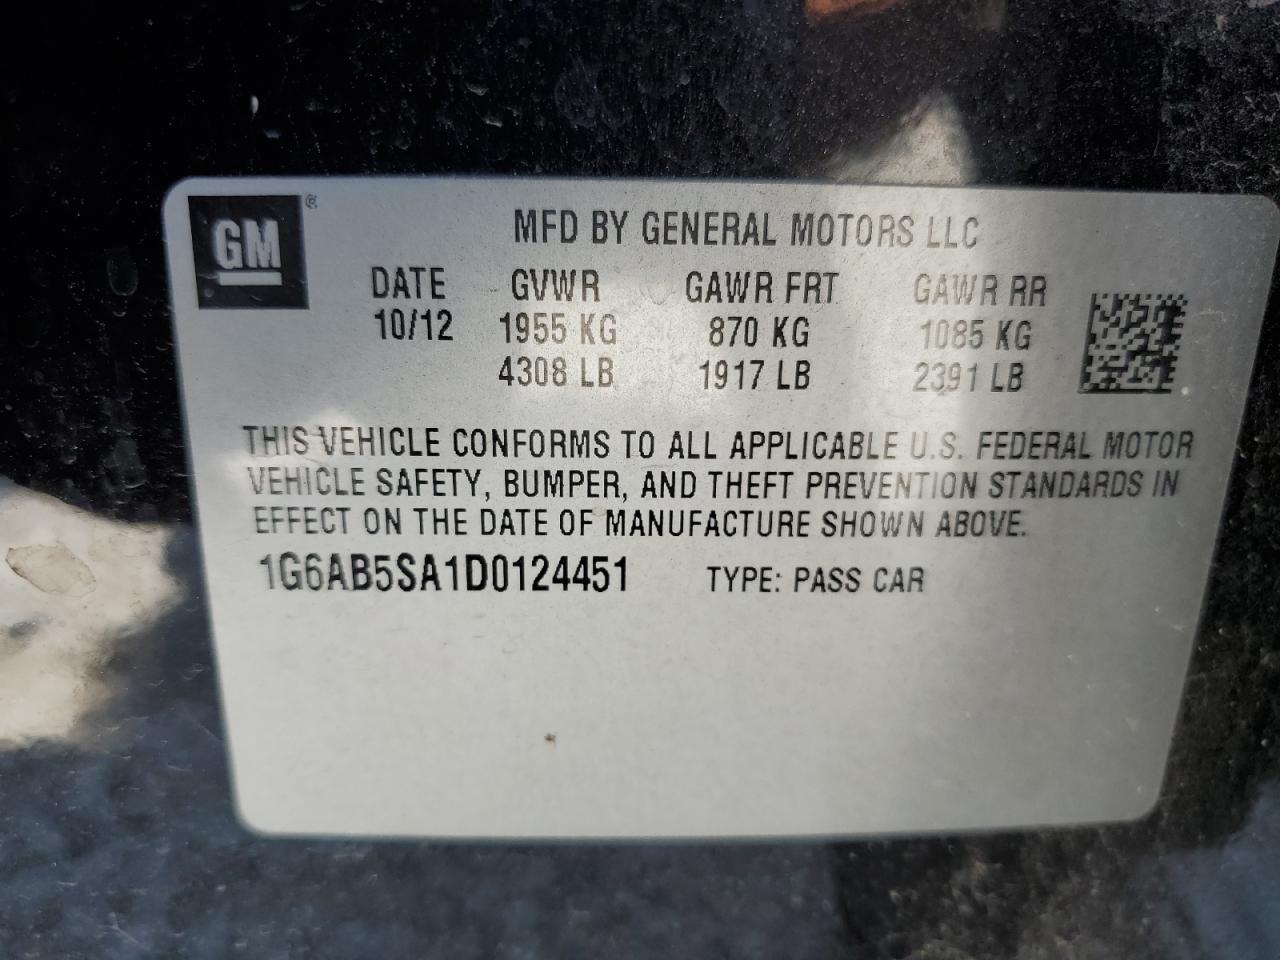 GM®
MFD BY GENERAL MOTORS LLC
DATE GVWR GAWR FRT GAWR RR
10/12 1955 KG 870 KG 1085 KG
4308 LB 1917 LB 2391 LB
THIS VEHICLE CONFORMS TO ALL APPLICABLE U.S. FEDERAL MOTOR
VEHICLE SAFETY, BUMPER, AND THEFT PREVENTION STANDARDS IN
EFFECT ON THE DATE OF MANUFACTURE SHOWN ABOVE.
1G6AB5SA1D0124451 TYPE: PASS CAR